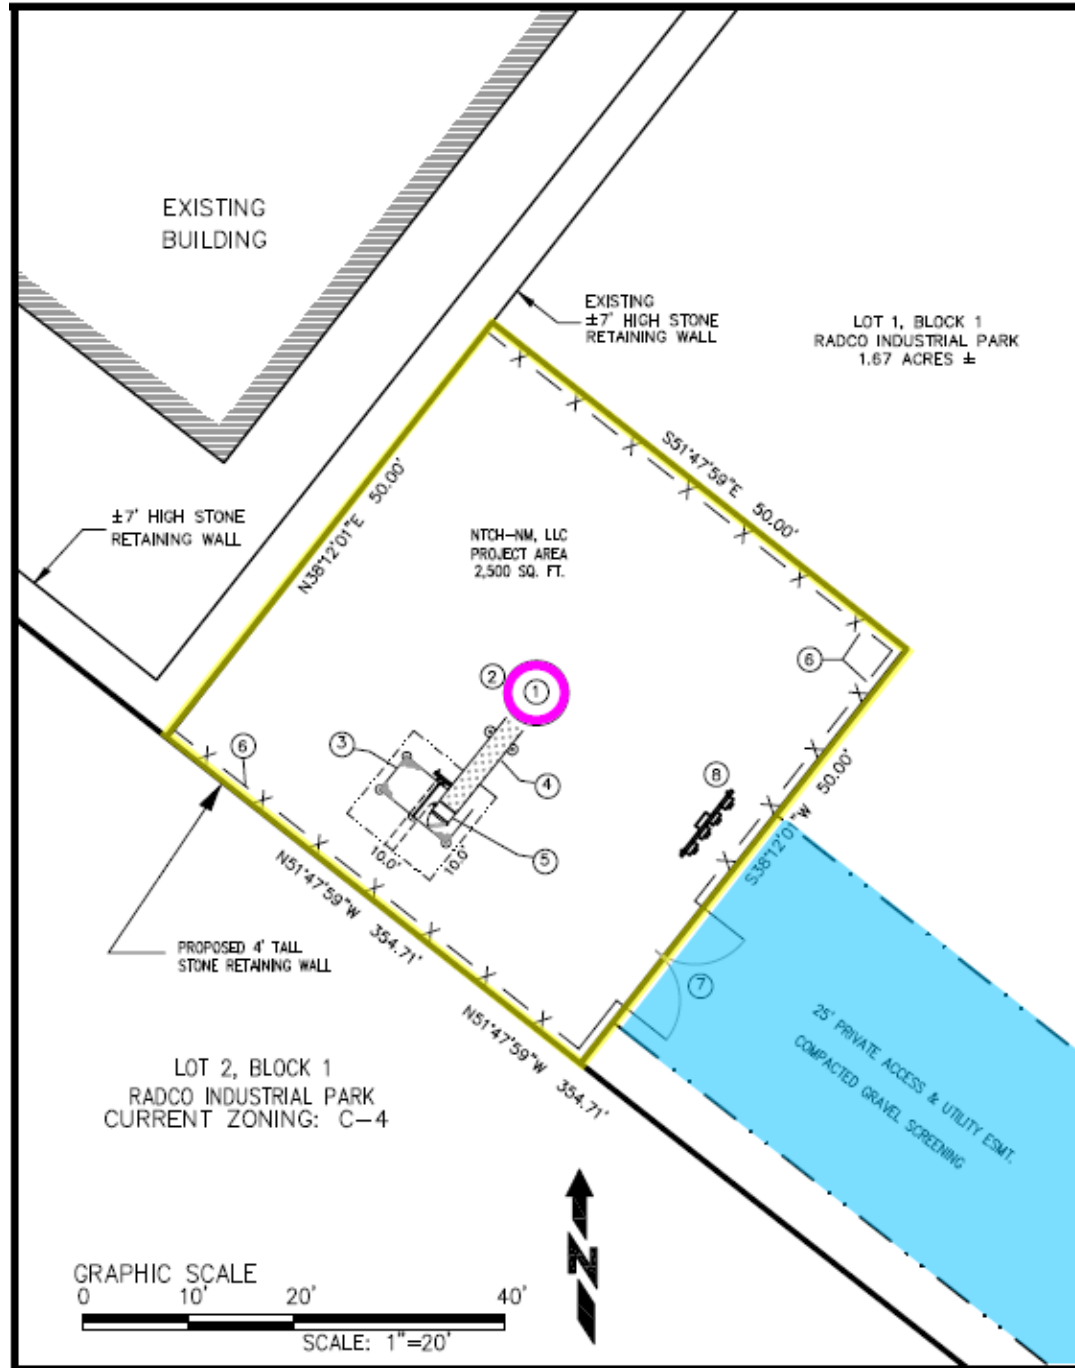 EXISTING
BUILDING
EXISTING
±7' HIGH STONE
RETAINING WALL
LOT 1, BLOCK 1
RADCO INDUSTRIAL PARK
1.67 ACRES ±
S51°47'59"E 50.00'
N38°12'01"E 50.00'
±7' HIGH STONE
RETAINING WALL
NTCH-NM, LLC
PROJECT AREA
2,500 SQ. FT.
6
2
1
3
6
4
8
S38°12'01"W 50.00'
5
10.0'
10.0'
N51°47'59"W 354.71'
PROPOSED 4' TALL
STONE RETAINING WALL
7
N51°47'59"W 354.71'
25' PRIVATE ACCESS & UTILITY ESMT.
COMPACTED GRAVEL SCREENING
LOT 2, BLOCK 1
RADCO INDUSTRIAL PARK
CURRENT ZONING: C-4
N
GRAPHIC SCALE
0 10' 20' 40'
SCALE: 1"=20'